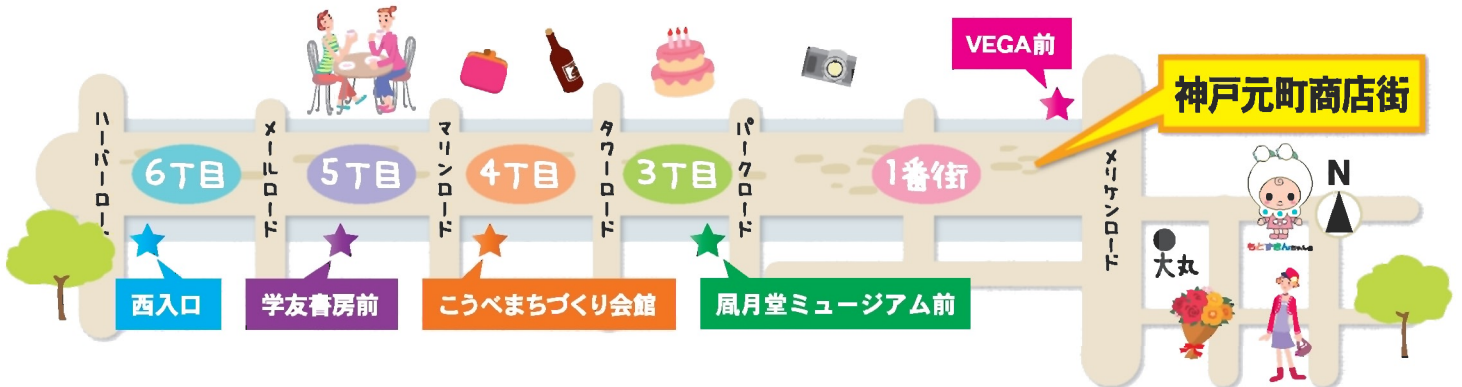 VEGA前
神戸元町商店街
ハーバーロード
メールロード
マリンロード
タワーロード
パークロード
メリケンロード
6丁目
5丁目
4丁目
3丁目
1番街
N
大丸
西入口
学友書房前
こうべまちづくり会館
凮月堂ミュージアム前